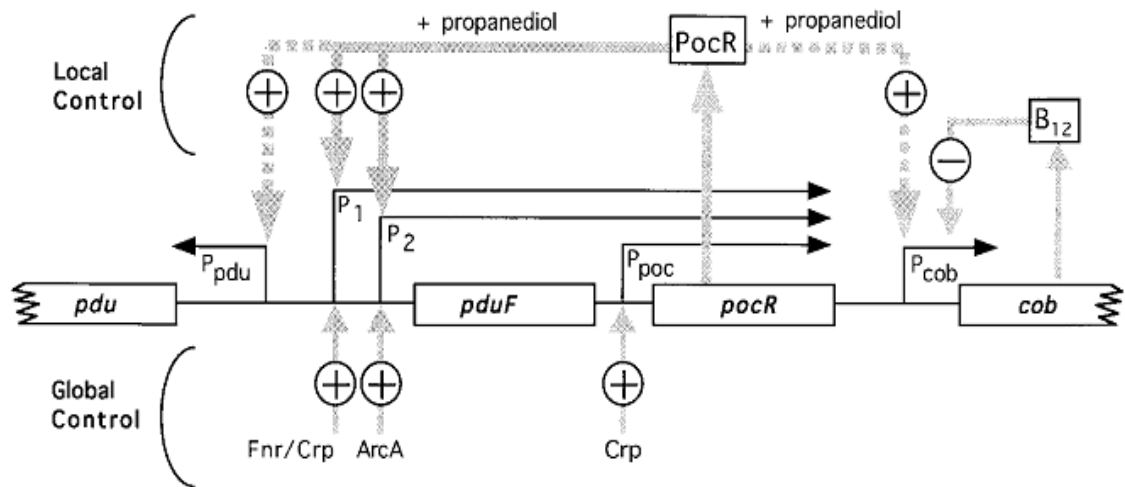 + propanediol
PocR
+ propanediol
Local
Control
+
+
+
+
B12
−
P1
P2
Ppdu
Ppoc
Pcob
pdu
pduF
pocR
cob
+
+
+
Global
Control
Fnr/Crp
ArcA
Crp